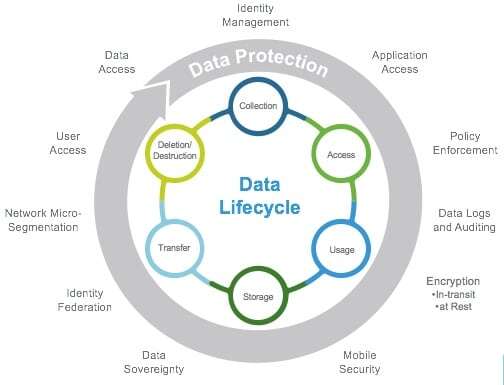 Identity
Management
Data
Access
Data Protection
Application
Access
Collection
User
Access
Deletion/
Destruction
Access
Policy
Enforcement
Data
Lifecycle
Network Micro-
Segmentation
Data Logs
and Auditing
Transfer
Usage
Storage
Identity
Federation
Encryption
•In-transit
•at Rest
Data
Sovereignty
Mobile
Security